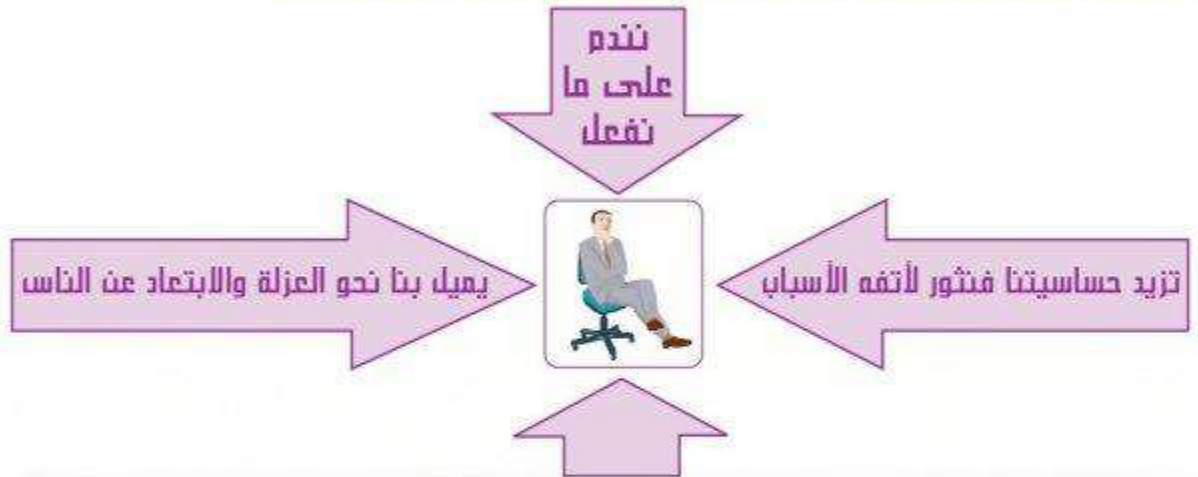 نندم
على ما
نفعل
تزيد حساسيتنا فنثور لأتفه الأسباب
يميل بنا نحو العزلة والابتعاد عن الناس